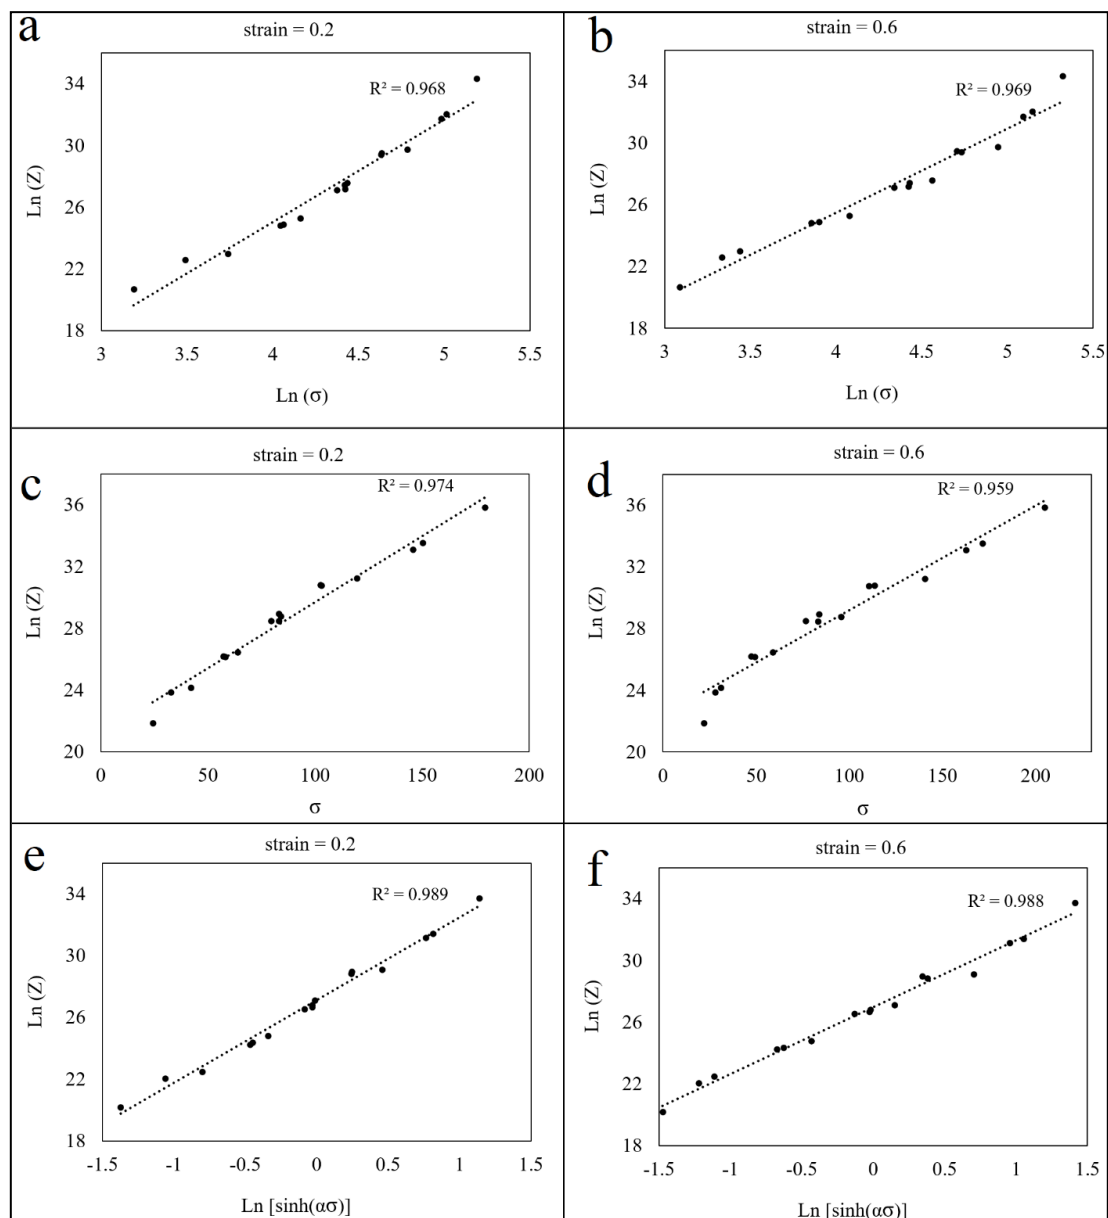 a
strain = 0.2
R² = 0.968
Ln (Z)
34
30
26
22
18
3
3.5
4
4.5
5
5.5
Ln (σ)
b
strain = 0.6
R² = 0.969
Ln (Z)
34
30
26
22
18
3
3.5
4
4.5
5
5.5
Ln (σ)
c
strain = 0.2
R² = 0.974
Ln (Z)
36
32
28
24
20
0
50
100
150
200
σ
d
strain = 0.6
R² = 0.959
Ln (Z)
36
32
28
24
20
0
50
100
150
200
σ
e
strain = 0.2
R² = 0.989
Ln (Z)
34
30
26
22
18
-1.5
-1
-0.5
0
0.5
1
1.5
Ln [sinh(ασ)]
f
strain = 0.6
R² = 0.988
Ln (Z)
34
30
26
22
18
-1.5
-1
-0.5
0
0.5
1
1.5
Ln [sinh(ασ)]